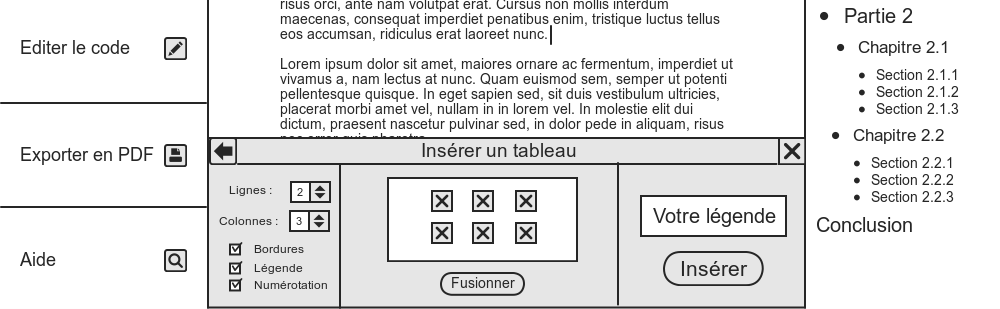 Editer le code
Exporter en PDF
Aide
risus orci, ante nam volutpat erat. Cursus non mollis interdum
maecenas, consequat imperdiet penatibus enim, tristique luctus tellus
eos accumsan, ridiculus erat laoreet nunc.
Lorem ipsum dolor sit amet, maiores ornare ac fermentum, imperdiet ut
vivamus a, nam lectus at nunc. Quam euismod sem, semper ut potenti
pellentesque quisque. In eget sapien sed, sit duis vestibulum ultricies,
placerat morbi amet vel, nullam in in lorem vel. In molestie elit dui
dictum, praesent nascetur pulvinar sed, in dolor pede in aliquam, risus
Insérer un tableau
Lignes : 2
Colonnes : 3
Bordures
Légende
Numérotation
Fusionner
Votre légende
Insérer
Partie 2
Chapitre 2.1
Section 2.1.1
Section 2.1.2
Section 2.1.3
Chapitre 2.2
Section 2.2.1
Section 2.2.2
Section 2.2.3
Conclusion